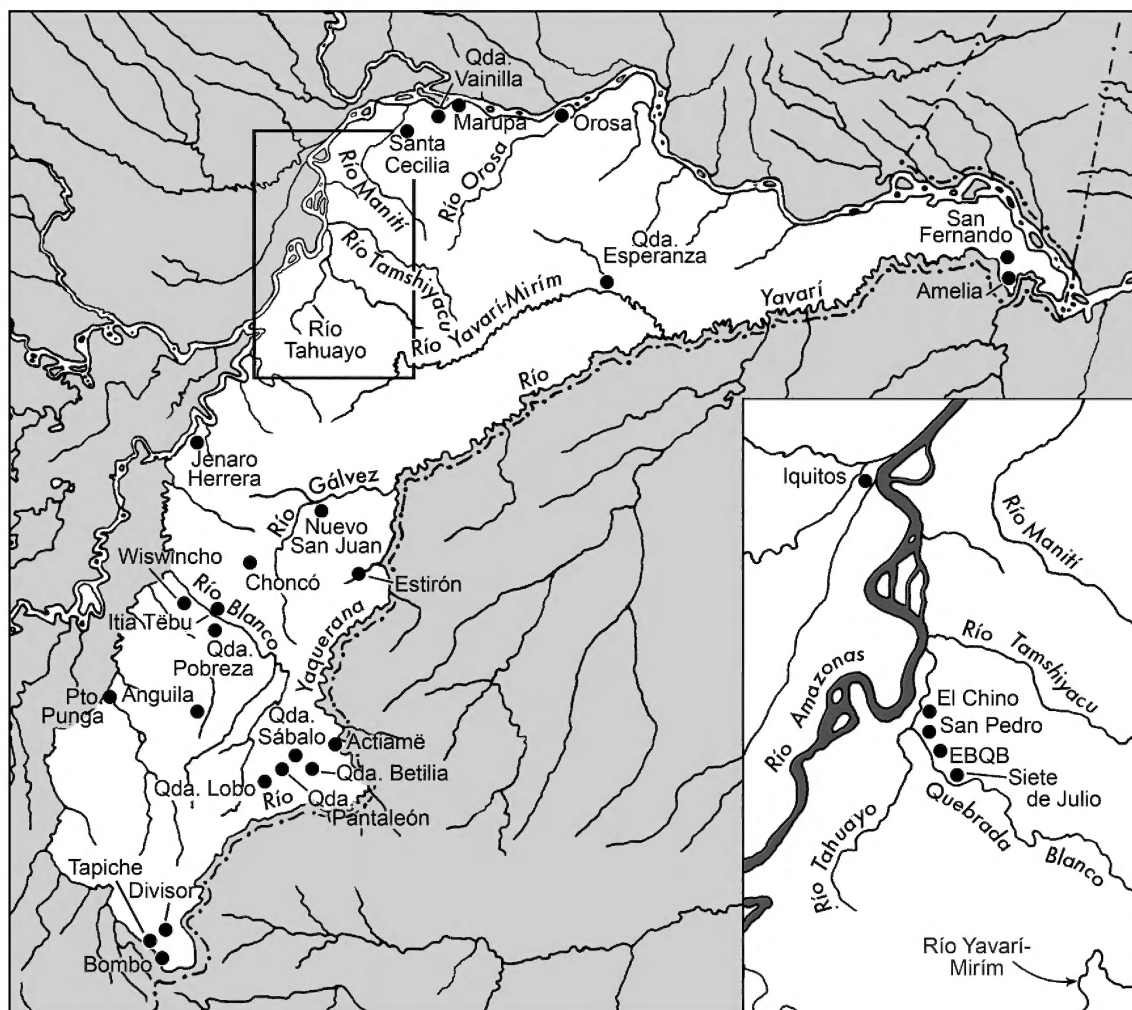 Qda.
Vainilla
Marupa
Orosa
Santa
Cecilia
Río Manití
Río Orosa
Río Tamshiyacu
Río
Tahuayo
Qda.
Esperanza
Río Yavarí-Mirím
San
Fernando
Amelia
Río Yavarí
Jenaro
Herrera
Río Gálvez
Nuevo
San Juan
Wiswincho
Choncó
Estirón
Río Blanco
Itia Tëbu
Qda.
Pobreza
Río Yaquerana
Pto.
Punga
Anguila
Qda.
Sábalo
Actiamë
Qda. Betilia
Qda. Lobo
Qda.
Pantaleón
Tapiche
Divisor
Bombo
Iquitos
Río Manití
Río Amazonas
Río Tamshiyacu
El Chino
San Pedro
EBQB
Siete
de Julio
Río Tahuayo
Quebrada Blanco
Río Yavarí-
Mirím